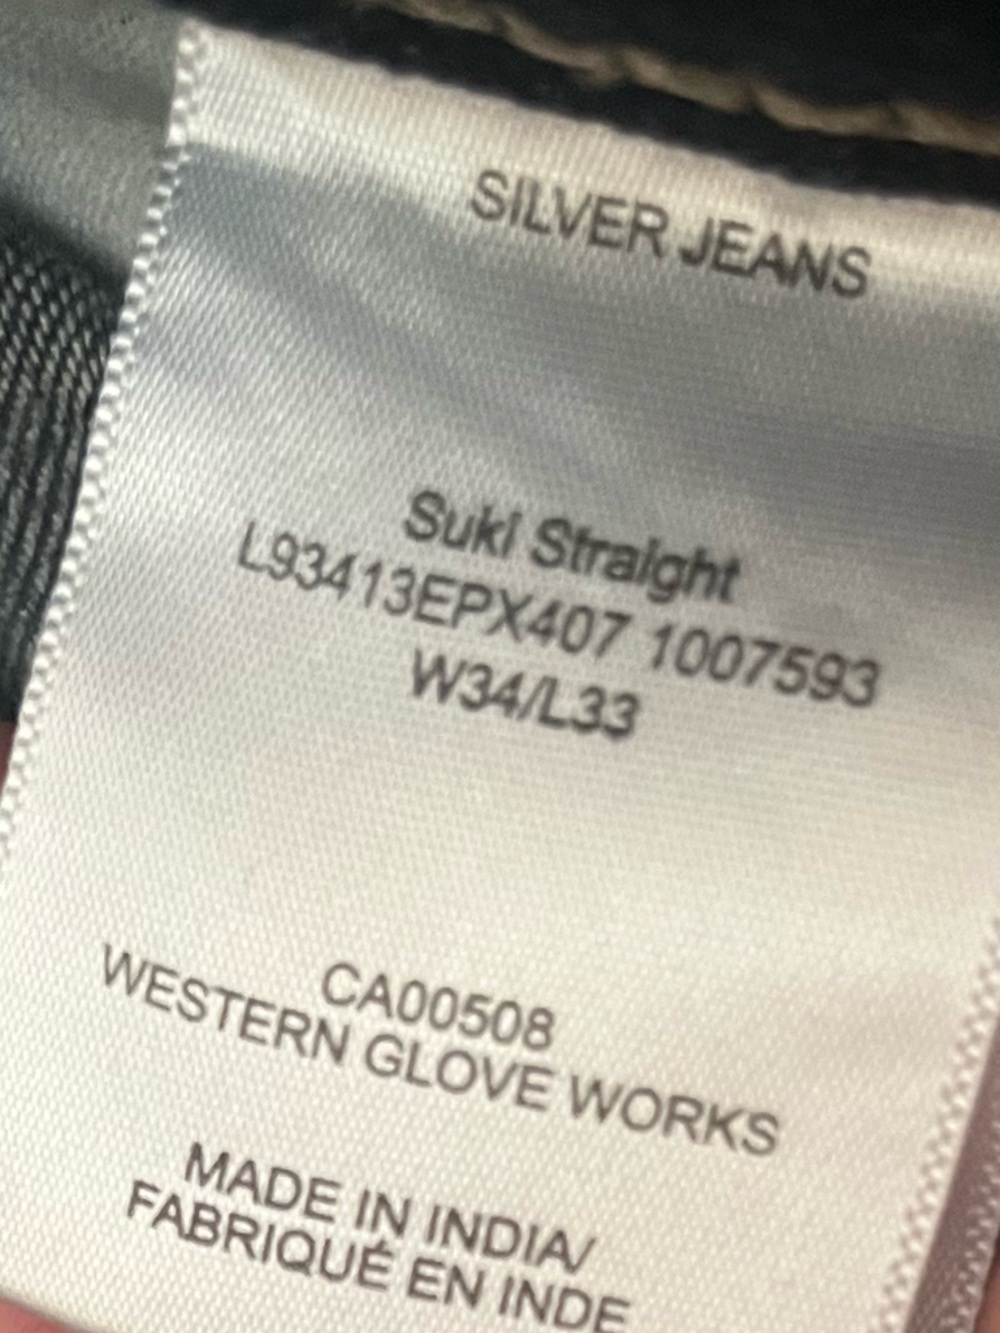 SILVER JEANS
Suki Straight
L93413EPX407 1007593
W34/L33
CA00508
WESTERN GLOVE WORKS
MADE IN INDIA/
FABRIQUÉ EN INDE